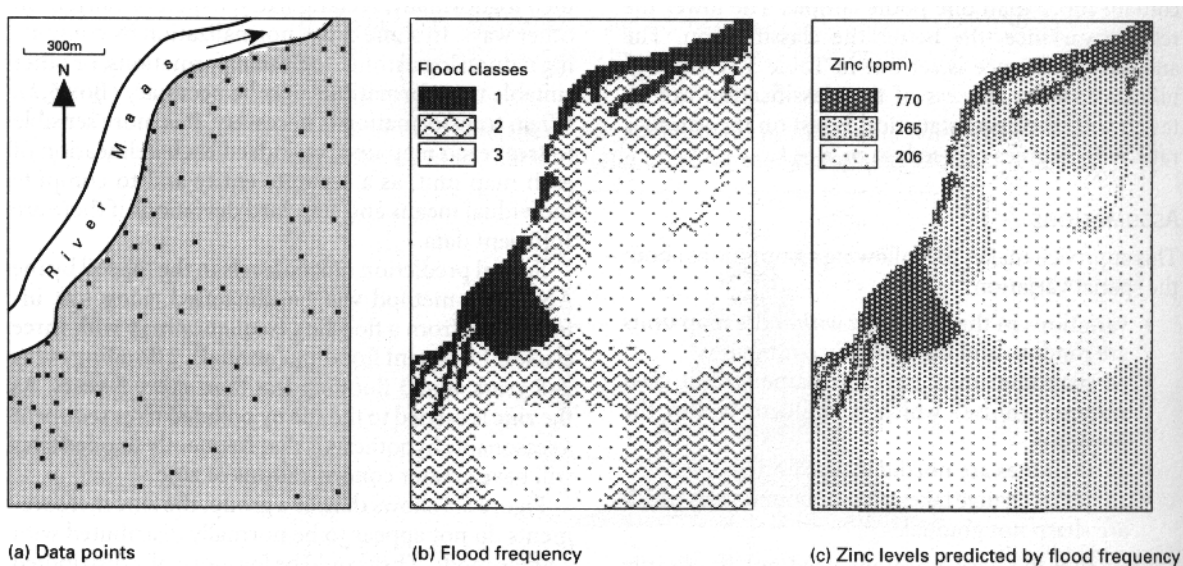 300m
N
River Maas
(a) Data points
Flood classes
1
2
3
(b) Flood frequency
Zinc (ppm)
770
265
206
(c) Zinc levels predicted by flood frequency